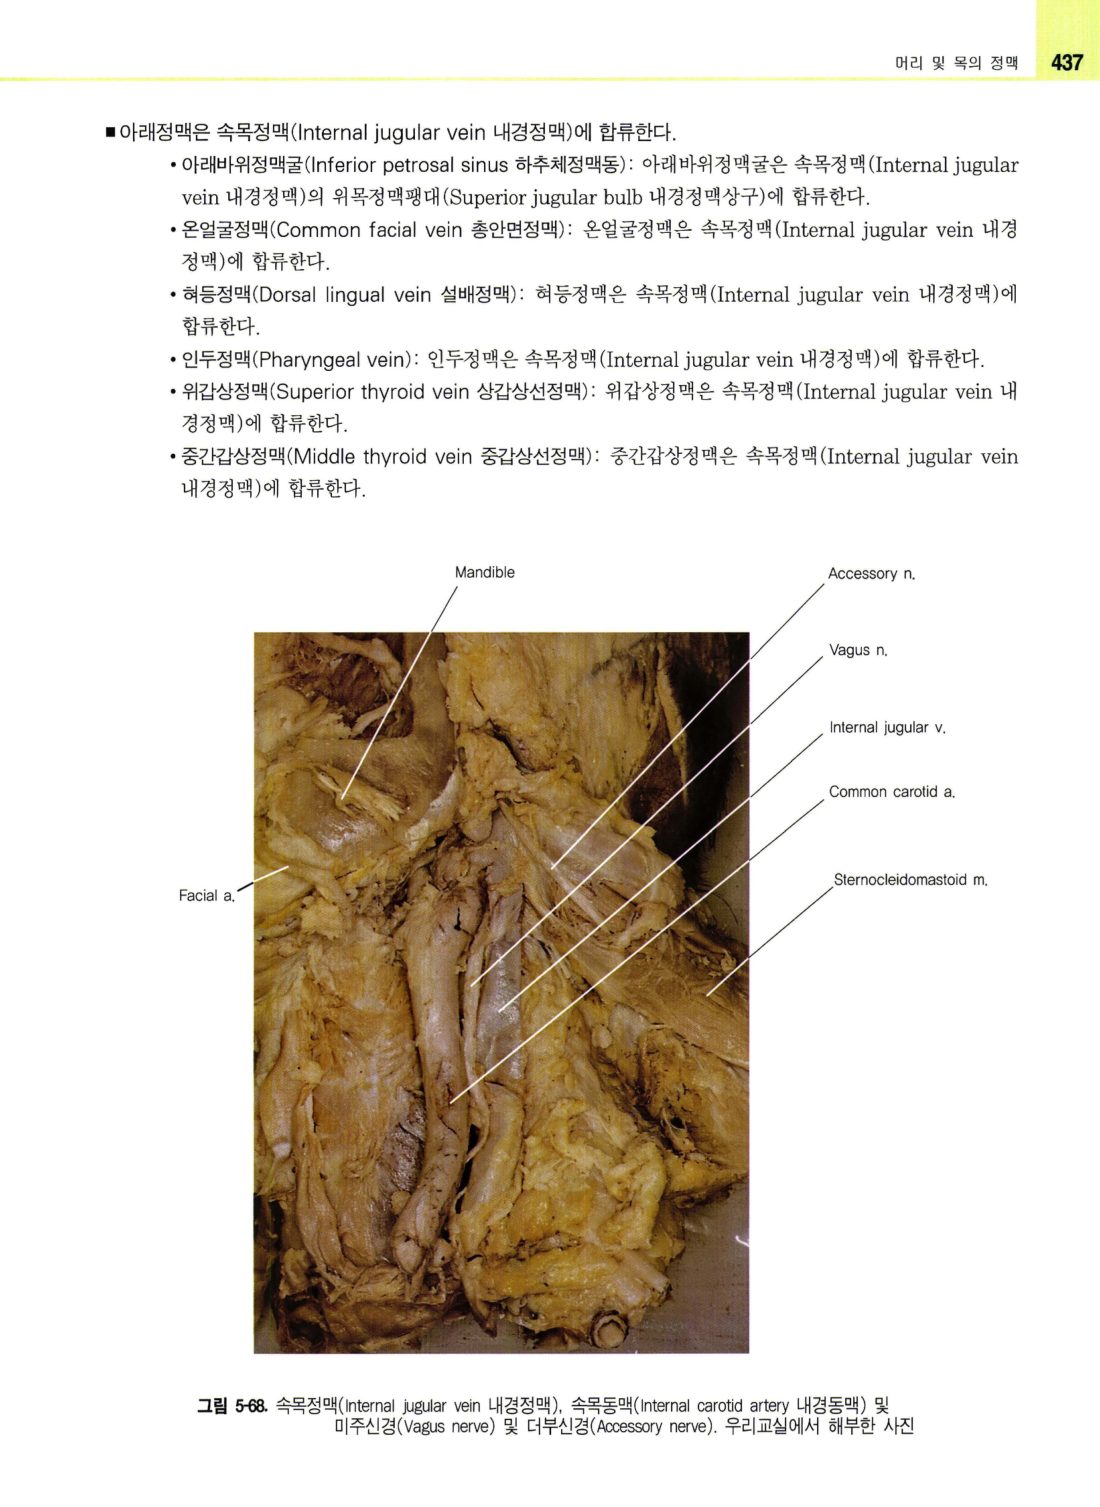 머리 및 목의 정맥 437
■ 아래정맥은 속목정맥(Internal jugular vein 내경정맥)에 합류한다.
• 아래바위정맥굴(Inferior petrosal sinus 하추체정맥동): 아래바위정맥굴은 속목정맥(Internal jugular
vein 내경정맥)의 위목정맥팽대(Superior jugular bulb 내경정맥상구)에 합류한다.
• 온얼굴정맥(Common facial vein 총안면정맥): 온얼굴정맥은 속목정맥(Internal jugular vein 내경
정맥)에 합류한다.
• 혀등정맥(Dorsal lingual vein 설배정맥): 혀등정맥은 속목정맥(Internal jugular vein 내경정맥)에
합류한다.
• 인두정맥(Pharyngeal vein): 인두정맥은 속목정맥(Internal jugular vein 내경정맥)에 합류한다.
• 위갑상정맥(Superior thyroid vein 상갑상선정맥): 위갑상정맥은 속목정맥(Internal jugular vein 내
경정맥)에 합류한다.
• 중간갑상정맥(Middle thyroid vein 중갑상선정맥): 중간갑상정맥은 속목정맥(Internal jugular vein
내경정맥)에 합류한다.
Mandible
Accessory n.
Vagus n.
Internal jugular v.
Common carotid a.
Sternocleidomastoid m.
Facial a.
그림 5-68. 속목정맥(Internal jugular vein 내경정맥), 속목동맥(Internal carotid artery 내경동맥) 및
미주신경(Vagus nerve) 및 더부신경(Accessory nerve). 우리교실에서 해부한 사진